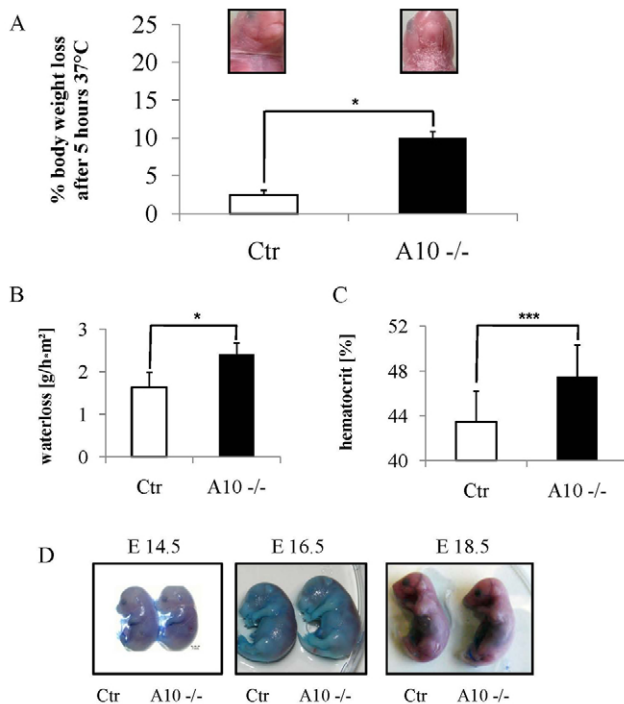 A
% body weight loss
after 5 hours 37°C
25
20
15
10
5
0
*
Ctr
A10 -/-
B
waterloss [g/h·m²]
3
2
1
0
*
Ctr
A10 -/-
C
hematocrit [%]
52
48
44
40
***
Ctr
A10 -/-
D
E 14.5
E 16.5
E 18.5
Ctr
A10 -/-
Ctr
A10 -/-
Ctr
A10 -/-